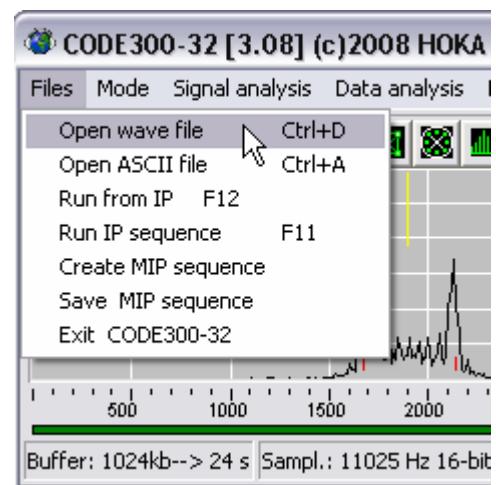 CODE300-32 [3.08] (c)2008 HOKA
Files Mode Signal analysis Data analysis
Open wave file Ctrl+D
Open ASCII file Ctrl+A
Run from IP F12
Run IP sequence F11
Create MIP sequence
Save MIP sequence
Exit CODE300-32
500 1000 1500 2000
Buffer: 1024kb--> 24 s Sampl.: 11025 Hz 16-bit